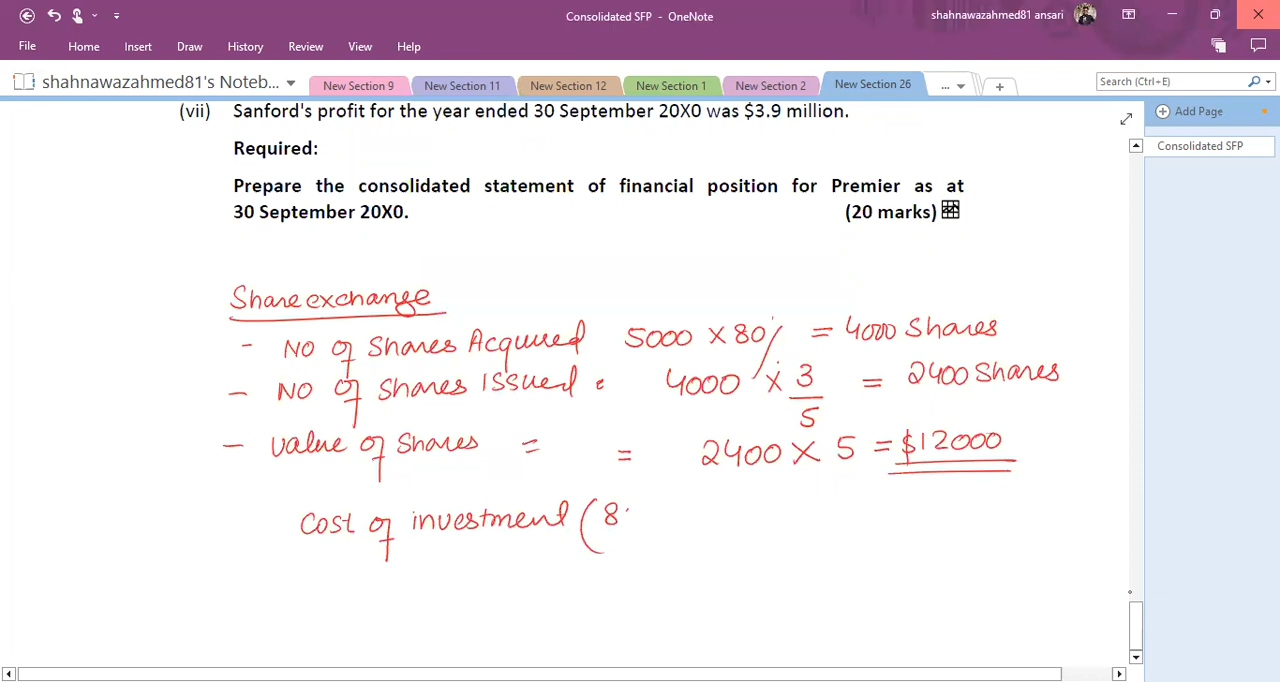 Consolidated SFP - OneNote
shahnawazahmed81 ansari
File Home Insert Draw History Review View Help
shahnawazahmed81's Noteb...
New Section 9 New Section 11 New Section 12 New Section 1 New Section 2 New Section 26 ...
Search (Ctrl+E)
Add Page
Consolidated SFP
(vii) Sanford's profit for the year ended 30 September 20X0 was $3.9 million.
Required:
Prepare the consolidated statement of financial position for Premier as at
30 September 20X0. (20 marks)
Share exchange
- NO of Shares Acquired 5000 × 80% = 4000 Shares
- NO of Shares Issued. 4000 × 3/5 = 2400 Shares
- Value of Shares = = 2400 × 5 = $12000
Cost of investment (8